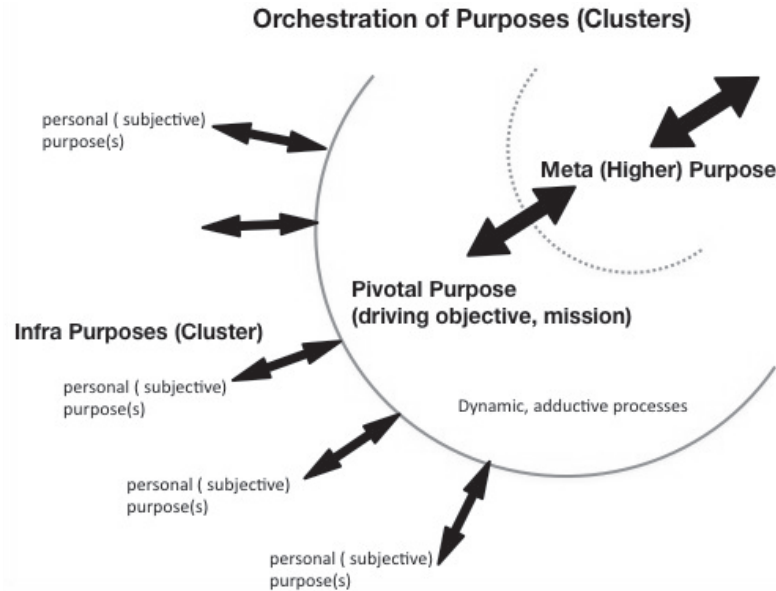 Orchestration of Purposes (Clusters)
personal ( subjective)
purpose(s)
Meta (Higher) Purpose
Pivotal Purpose
(driving objective, mission)
Infra Purposes (Cluster)
personal ( subjective)
purpose(s)
Dynamic, adductive processes
personal ( subjective)
purpose(s)
personal ( subjective)
purpose(s)